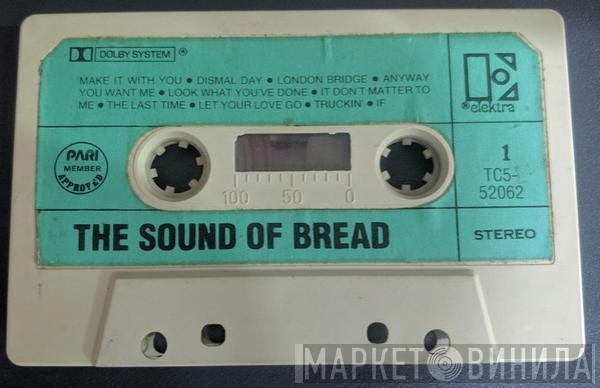 DOLBY SYSTEM ®
MAKE IT WITH YOU • DISMAL DAY • LONDON BRIDGE • ANYWAY
YOU WANT ME • LOOK WHAT YOU'VE DONE • IT DON'T MATTER TO
ME • THE LAST TIME • LET YOUR LOVE GO • TRUCKIN' • IF
® elektra
PARI
MEMBER
APPROVED
1
TC5-
52062
100 50 0
THE SOUND OF BREAD
STEREO
МАРКЕТ ВИНИЛА